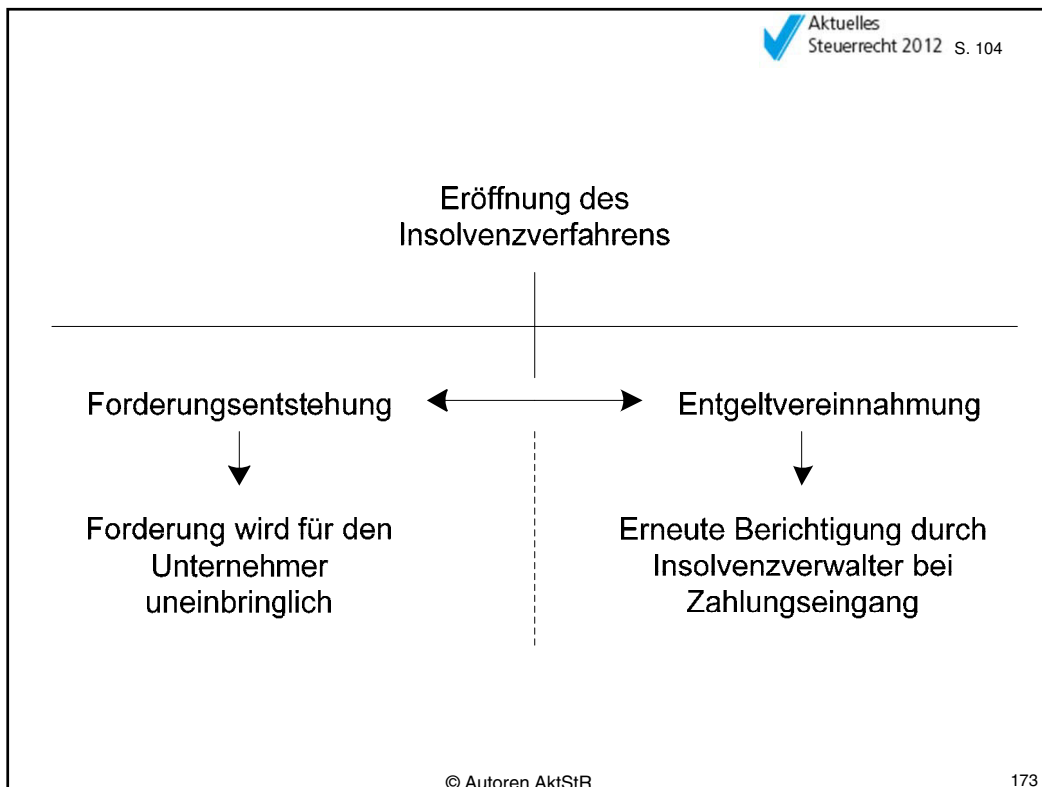 Aktuelles
Steuerrecht 2012 S. 104
Eröffnung des
Insolvenzverfahrens
Forderungsentstehung
Entgeltvereinnahmung
Forderung wird für den
Unternehmer
uneinbringlich
Erneute Berichtigung durch
Insolvenzverwalter bei
Zahlungseingang
© Autoren AktStR
173